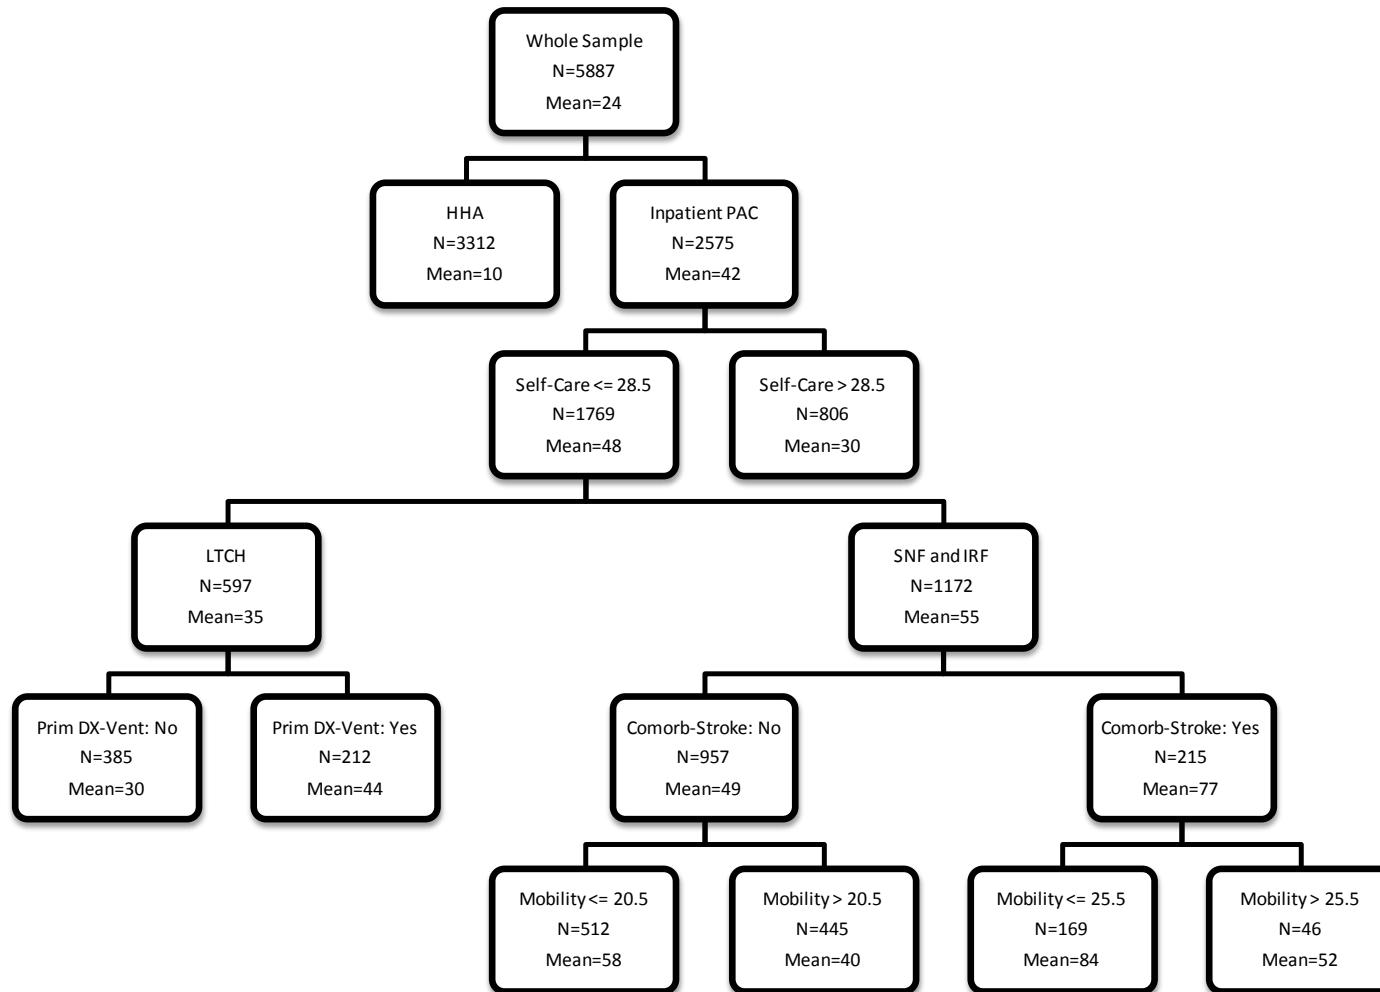 Whole Sample
N=5887
Mean=24
HHA
N=3312
Mean=10
Inpatient PAC
N=2575
Mean=42
Self-Care <= 28.5
N=1769
Mean=48
Self-Care > 28.5
N=806
Mean=30
LTCH
N=597
Mean=35
SNF and IRF
N=1172
Mean=55
Prim DX-Vent: No
N=385
Mean=30
Prim DX-Vent: Yes
N=212
Mean=44
Comorb-Stroke: No
N=957
Mean=49
Comorb-Stroke: Yes
N=215
Mean=77
Mobility <= 20.5
N=512
Mean=58
Mobility > 20.5
N=445
Mean=40
Mobility <= 25.5
N=169
Mean=84
Mobility > 25.5
N=46
Mean=52